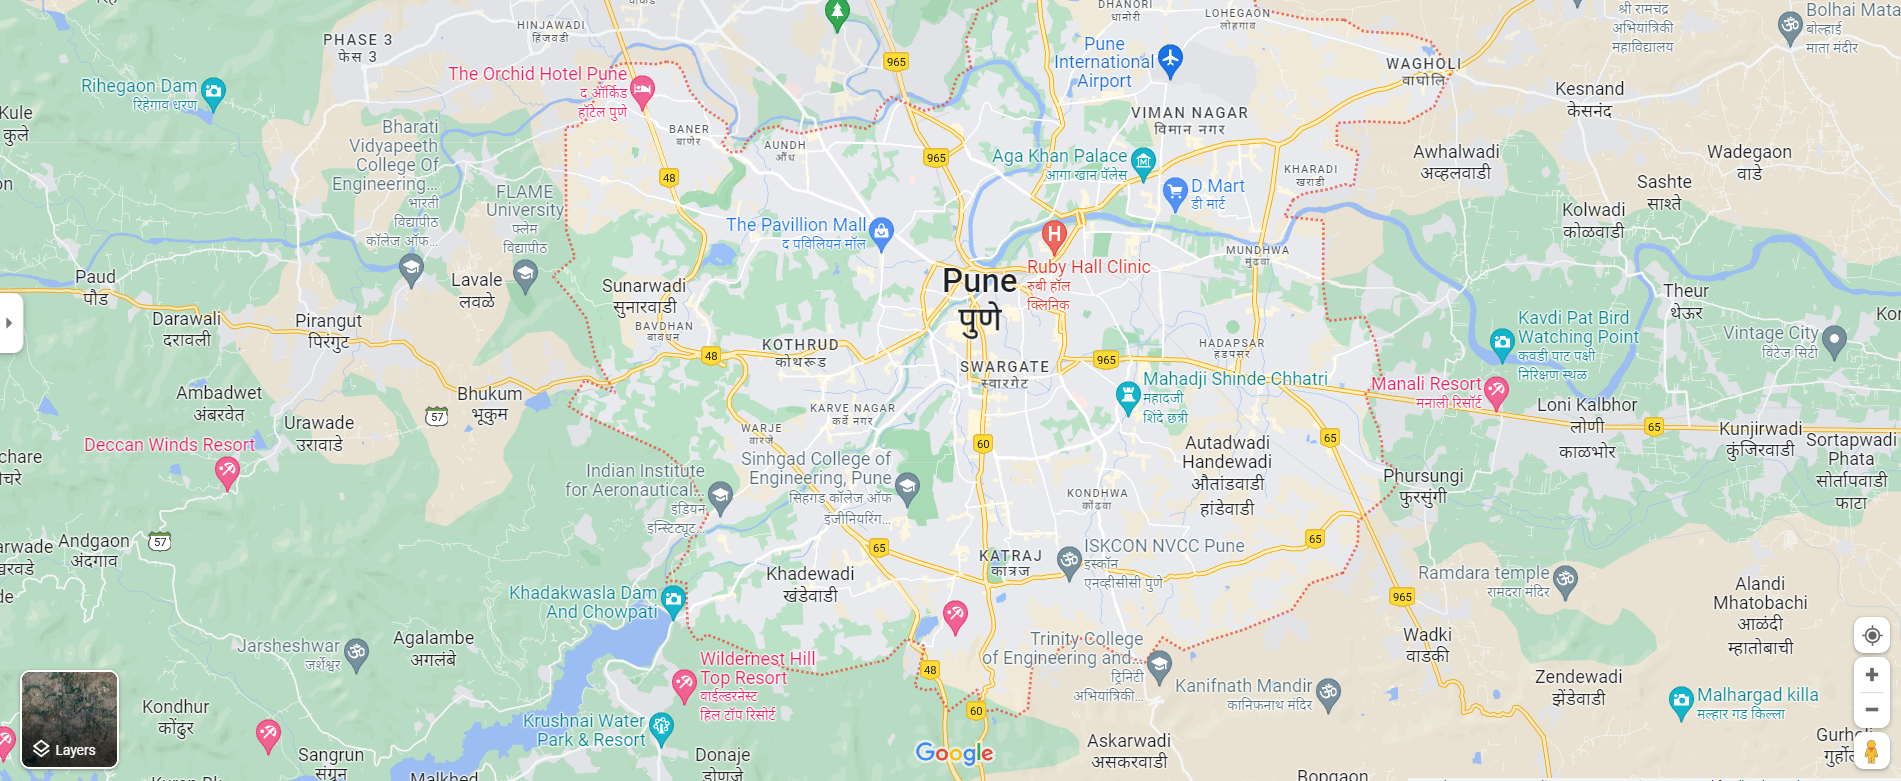 HINJAWADI
हिंजवडी
PHASE 3
फेस 3
DHANORI
धानोरी
LOHEGAON
लोहगाव
श्री रामचंद्र
अभियांत्रिकी
महाविद्यालय
Bolhai Mata
बोल्हाई
माता मंदीर
Pune
International
Airport
965
WAGHOLI
वाघोलि
Kesnand
केसनंद
The Orchid Hotel Pune
द ऑर्किड
हॉटेल पुणे
Rihegaon Dam
रिहेगाव धरण
Kule
कुले
Bharati
Vidyapeeth
College Of
Engineering...
भारती
विद्यापीठ
कॉलेज ऑफ...
BANER
बाणेर
AUNDH
औंध
VIMAN NAGAR
विमान नगर
965
Aga Khan Palace
आगा खान पॅलेस
KHARADI
खराडी
Awhalwadi
अव्हलवाडी
Wadegaon
वाडे
48
FLAME
University
फ्लेम
विद्यापीठ
D Mart
डी मार्ट
Sashte
साष्ते
Kolwadi
कोळवाडी
The Pavillion Mall
द पविलियन मॉल
H
Ruby Hall Clinic
रुबी हॉल
क्लिनिक
MUNDHWA
मुंढवा
Pune
पुणे
Paud
पौड
Lavale
लवळे
Sunarwadi
सुनारवाडी
BAVDHAN
बावधन
Theur
थेऊर
Darawali
दरावली
Pirangut
पिरंगुट
Kavdi Pat Bird
Watching Point
कवडी पाट पक्षी
निरिक्षण स्थळ
Vintage City
विंटेज सिटी
KOTHRUD
कोथरूड
48
HADAPSAR
हडपसर
965
SWARGATE
स्वारगेट
Mahadji Shinde Chhatri
महादजी
शिंदे छत्री
Manali Resort
मनाली रिसॉर्ट
Ambadwet
अंबरवेत
Bhukum
भूकुम
57
KARVE NAGAR
कर्वे नगर
Loni Kalbhor
लोणी
काळभोर
65
Urawade
उरावाडे
WARJE
वारजे
60
Autadwadi
Handewadi
औतांडवाडी
हांडेवाडी
65
Kunjirwadi
कुंजिरवाडी
Sortapwadi
Phata
सोर्तापवाडी
फाटा
Deccan Winds Resort
Sinhgad College of
Engineering, Pune
सिंहगड कॉलेज ऑफ
इंजीनियरिंग...
Indian Institute
for Aeronautical...
इंडियन
इन्स्टिट्यूट...
Phursungi
फुरसुंगी
KONDHWA
कोंढवा
Andgaon
अंदगाव
57
65
65
KATRAJ
कात्रज
ISKCON NVCC Pune
इस्कॉन
एनव्हीसीसी पुणे
Khadewadi
खंडेवाडी
Ramdara temple
रामदरा मंदिर
965
Alandi
Mhatobachi
आळंदी
म्हातोबाची
Khadakwasla Dam
And Chowpati
Agalambe
अगलंबे
Jarsheshwar
जर्शेश्वर
Trinity College
of Engineering and...
ट्रिनिटी
अभियांत्रिकी...
Wadki
वाडकी
Wildernest Hill
Top Resort
वाईल्डरनेस्ट
हिल टॉप रिसोर्ट
48
60
Kanifnath Mandir
कानिफनाथ मंदिर
Zendewadi
झेंडेवाडी
Malhargad killa
मल्हार गड किल्ला
Kondhur
कोंढुर
Krushnai Water
Park & Resort
Layers
Sangrun
संगरून
Donaje
डोणजे
Google
Askarwadi
असकरवाडी
Malkhed
Bopgaon